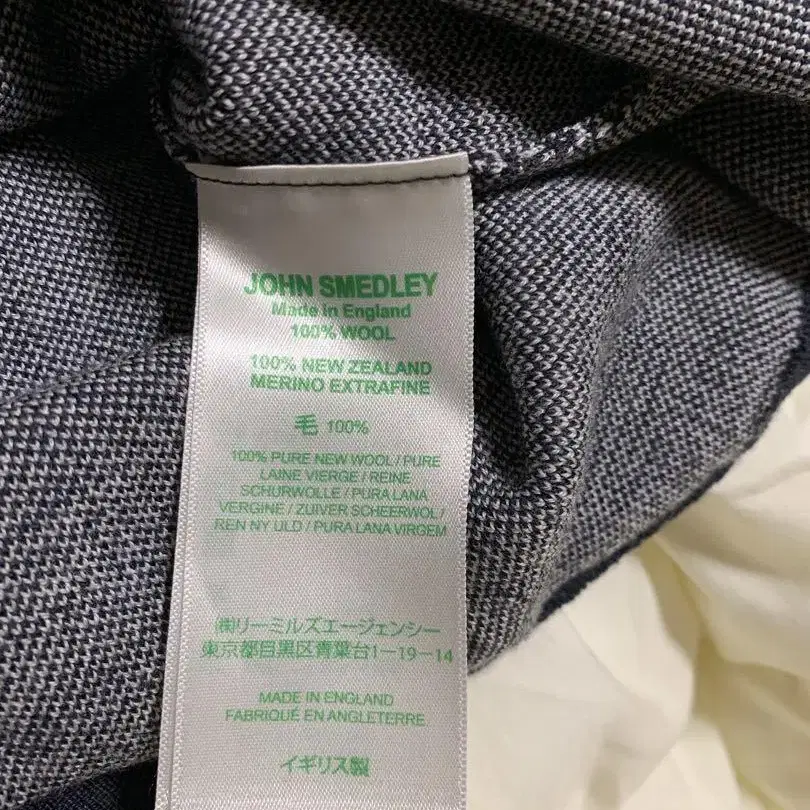 JOHN SMEDLEY
Made in England
100% WOOL
100% NEW ZEALAND
MERINO EXTRAFINE
毛 100%
100% PURE NEW WOOL / PURE
LAINE VIERGE / REINE
SCHURWOLLE / PURA LANA
VERGINE / ZUIVER SCHEERWOL /
REN NY ULD / PURA LANA VIRGEM
㈱リーミルズエージェンシー
東京都目黒区青葉台1-19-14
MADE IN ENGLAND
FABRIQUÉ EN ANGLETERRE
イギリス製